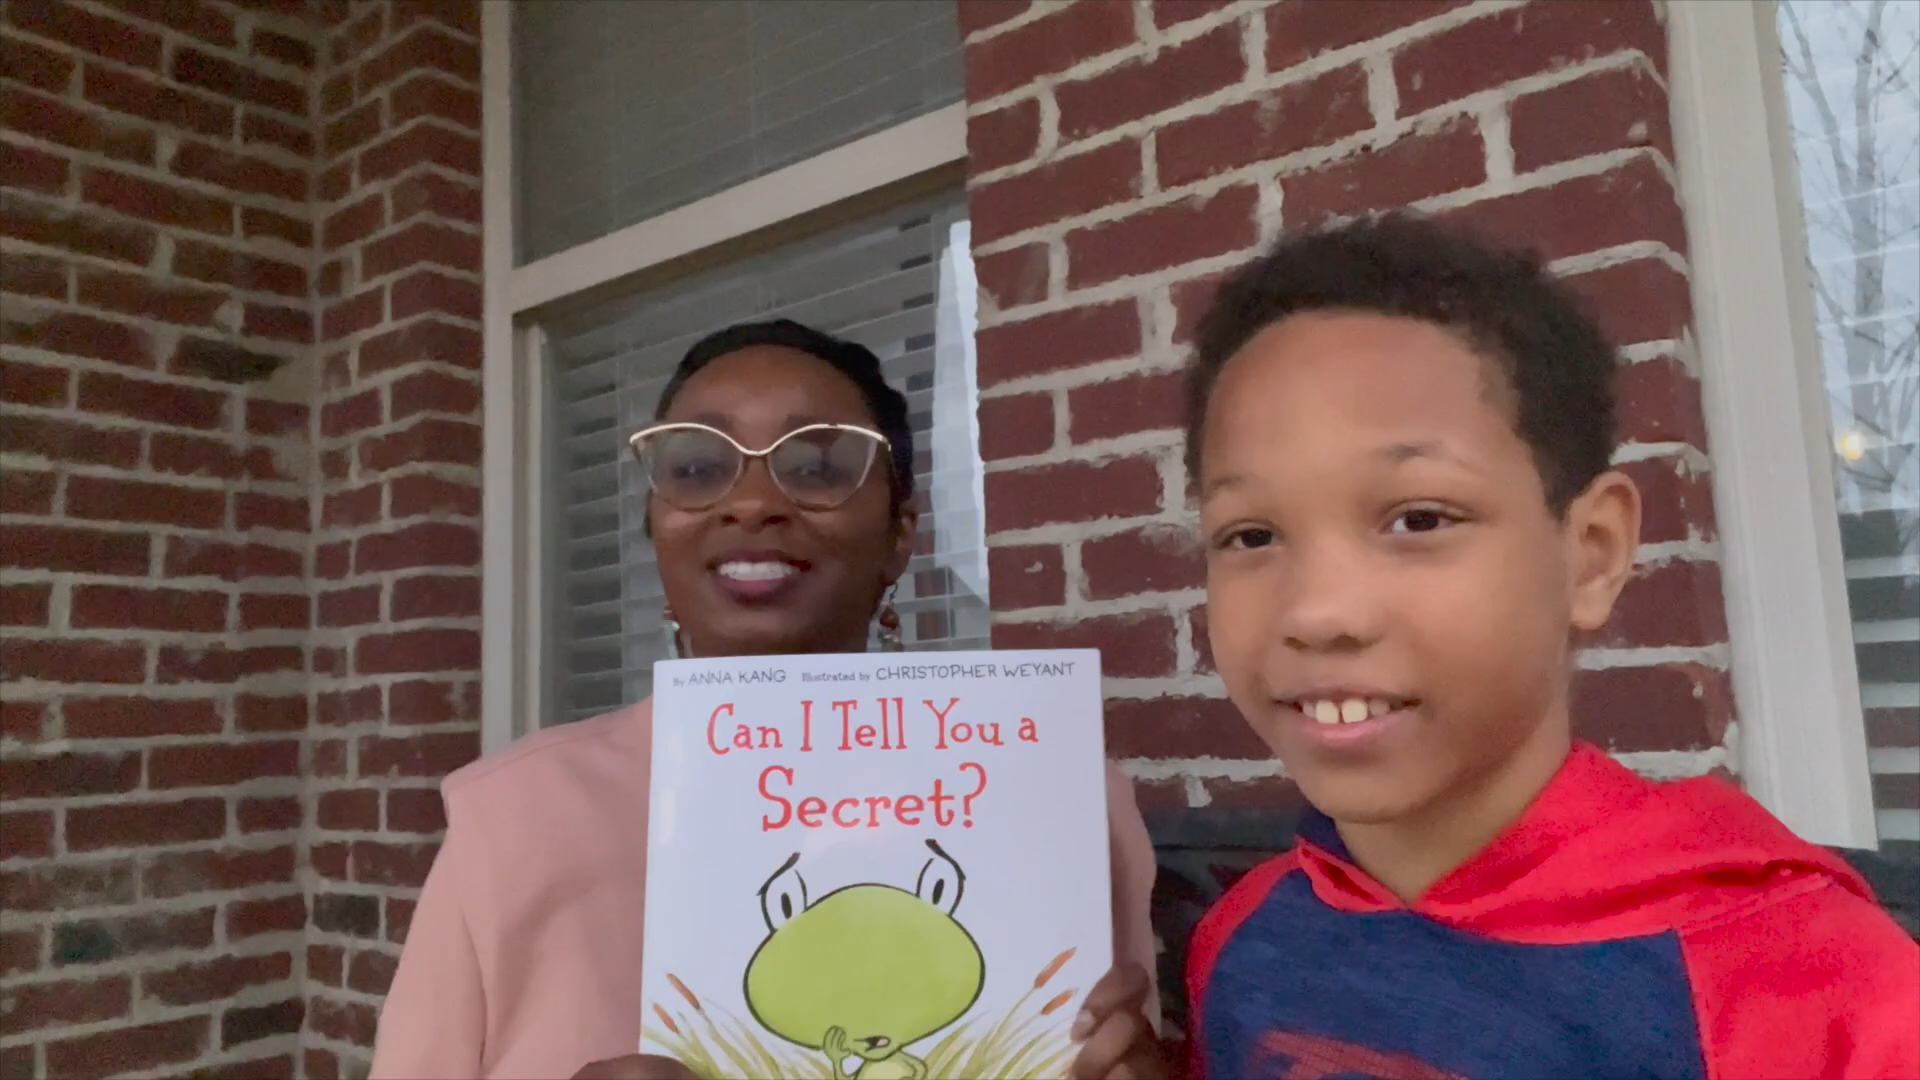 By ANNA KANG Illustrated by CHRISTOPHER WEYANT
Can I Tell You a
Secret?